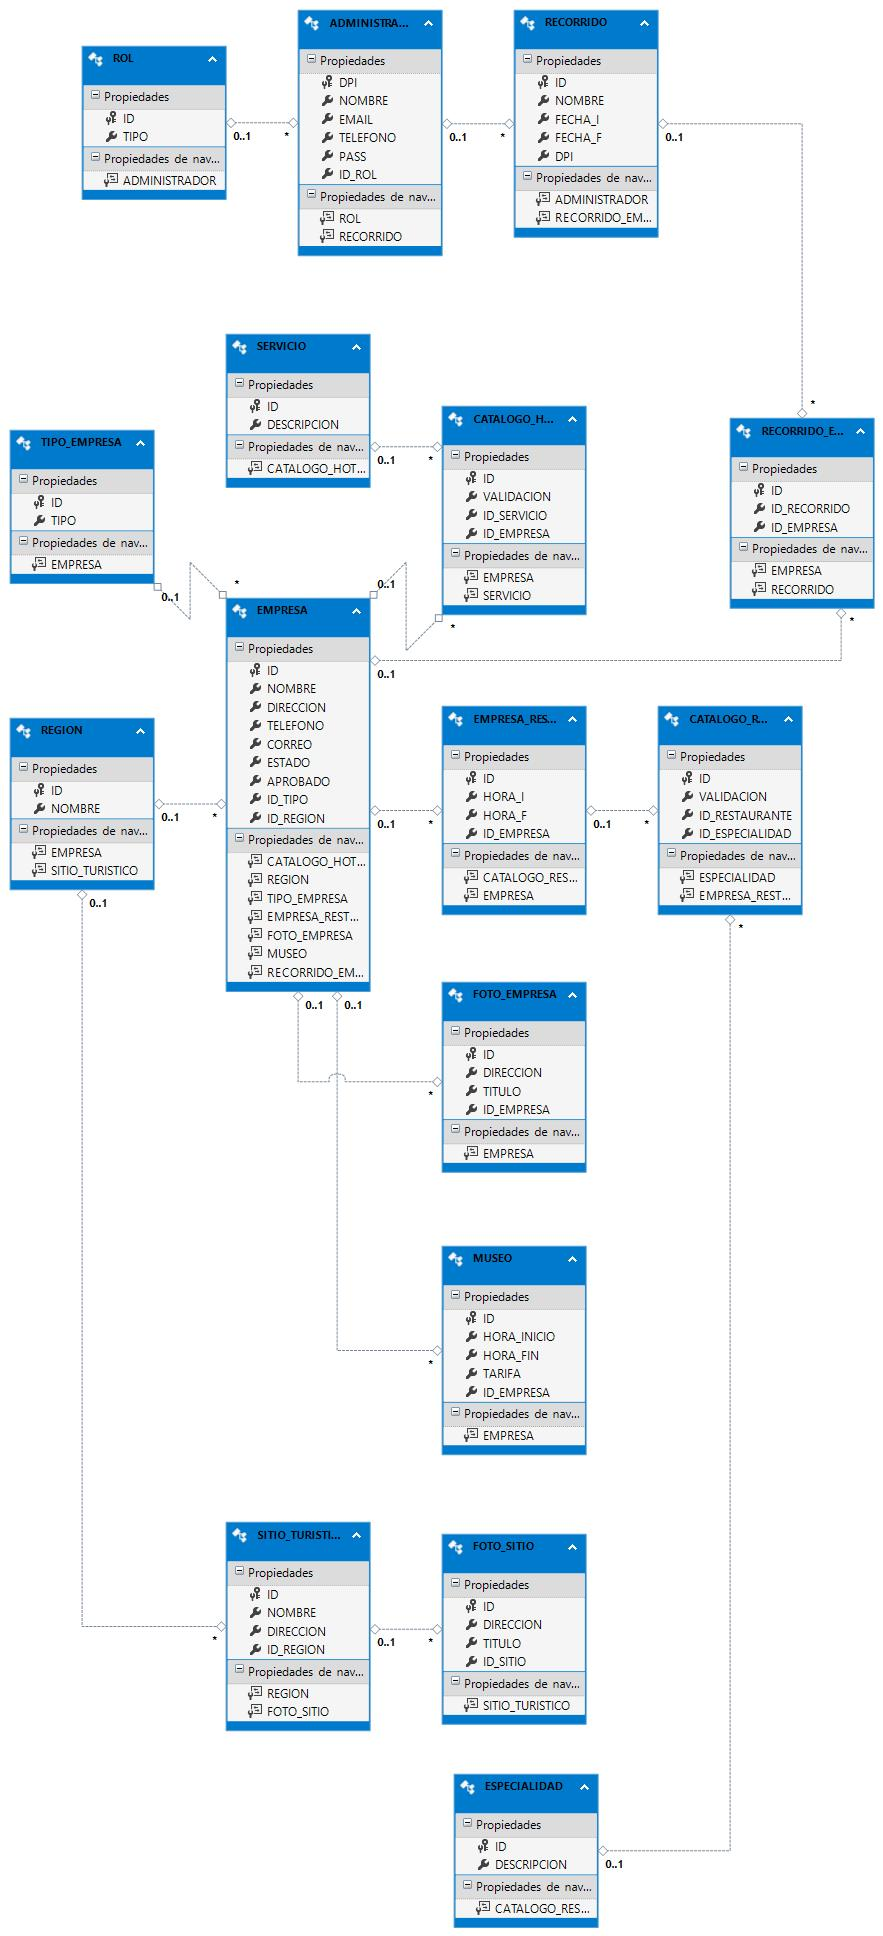 ROL
Propiedades
ID
TIPO
Propiedades de nav...
ADMINISTRADOR
0..1
*
ADMINISTRA...
Propiedades
DPI
NOMBRE
EMAIL
TELEFONO
PASS
ID_ROL
Propiedades de nav...
ROL
RECORRIDO
0..1
*
RECORRIDO
Propiedades
ID
NOMBRE
FECHA_I
FECHA_F
DPI
Propiedades de nav...
ADMINISTRADOR
RECORRIDO_EM...
0..1
*
SERVICIO
Propiedades
ID
DESCRIPCION
Propiedades de nav...
CATALOGO_HOT...
0..1
*
CATALOGO_H...
Propiedades
ID
VALIDACION
ID_SERVICIO
ID_EMPRESA
Propiedades de nav...
EMPRESA
SERVICIO
RECORRIDO_E...
Propiedades
ID
ID_RECORRIDO
ID_EMPRESA
Propiedades de nav...
EMPRESA
RECORRIDO
*
TIPO_EMPRESA
Propiedades
ID
TIPO
Propiedades de nav...
EMPRESA
0..1
*
0..1
*
EMPRESA
Propiedades
ID
NOMBRE
DIRECCION
TELEFONO
CORREO
ESTADO
APROBADO
ID_TIPO
ID_REGION
Propiedades de nav...
CATALOGO_HOT...
REGION
TIPO_EMPRESA
EMPRESA_REST...
FOTO_EMPRESA
MUSEO
RECORRIDO_EM...
0..1
REGION
Propiedades
ID
NOMBRE
Propiedades de nav...
EMPRESA
SITIO_TURISTICO
0..1
*
0..1
EMPRESA_RES...
Propiedades
ID
HORA_I
HORA_F
ID_EMPRESA
Propiedades de nav...
CATALOGO_RES...
EMPRESA
0..1
*
0..1
*
CATALOGO_R...
Propiedades
ID
VALIDACION
ID_RESTAURANTE
ID_ESPECIALIDAD
Propiedades de nav...
ESPECIALIDAD
EMPRESA_REST...
*
0..1
0..1
FOTO_EMPRESA
Propiedades
ID
DIRECCION
TITULO
ID_EMPRESA
Propiedades de nav...
EMPRESA
*
MUSEO
Propiedades
ID
HORA_INICIO
HORA_FIN
TARIFA
ID_EMPRESA
Propiedades de nav...
EMPRESA
*
SITIO_TURISTI...
Propiedades
ID
NOMBRE
DIRECCION
ID_REGION
Propiedades de nav...
REGION
FOTO_SITIO
*
0..1
*
FOTO_SITIO
Propiedades
ID
DIRECCION
TITULO
ID_SITIO
Propiedades de nav...
SITIO_TURISTICO
ESPECIALIDAD
Propiedades
ID
DESCRIPCION
Propiedades de nav...
CATALOGO_RES...
0..1